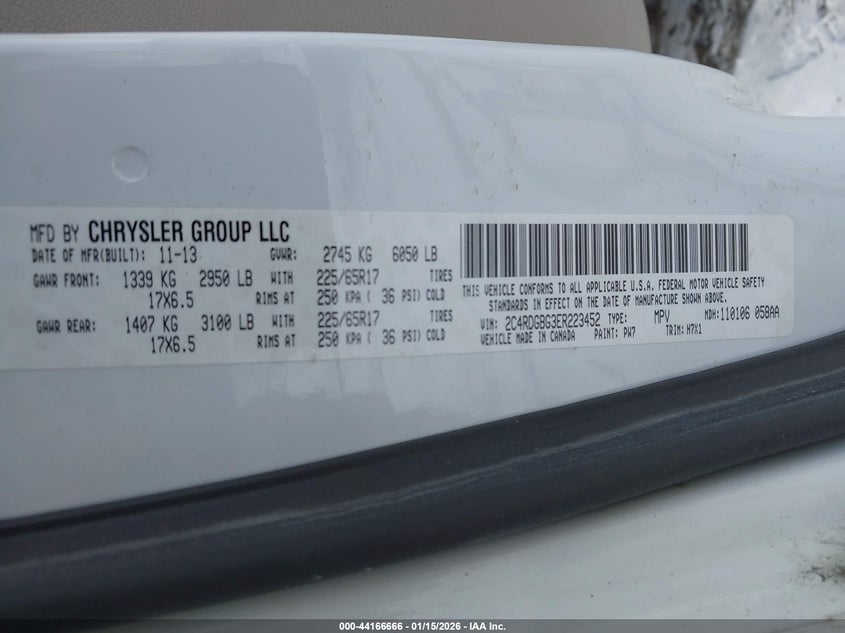 MFD BY CHRYSLER GROUP LLC
DATE OF MFR(BUILT): 11-13 GVWR: 2745 KG 6050 LB
GAWR FRONT: 1339 KG 2950 LB WITH 225/65R17 TIRES
17X6.5 RIMS AT 250 KPA ( 36 PSI) COLD
GAWR REAR: 1407 KG 3100 LB WITH 225/65R17 TIRES
17X6.5 RIMS AT 250 KPA ( 36 PSI) COLD
THIS VEHICLE CONFORMS TO ALL APPLICABLE U.S.A. FEDERAL MOTOR VEHICLE SAFETY
STANDARDS IN EFFECT ON THE DATE OF MANUFACTURE SHOWN ABOVE.
VIN: 2C4RDGBG3ER223452 TYPE: MPV MDH: 110106 058AA
VEHICLE MADE IN CANADA PAINT: PW7 TRIM: H7X1
000-44166666 - 01/15/2026 - IAA Inc.